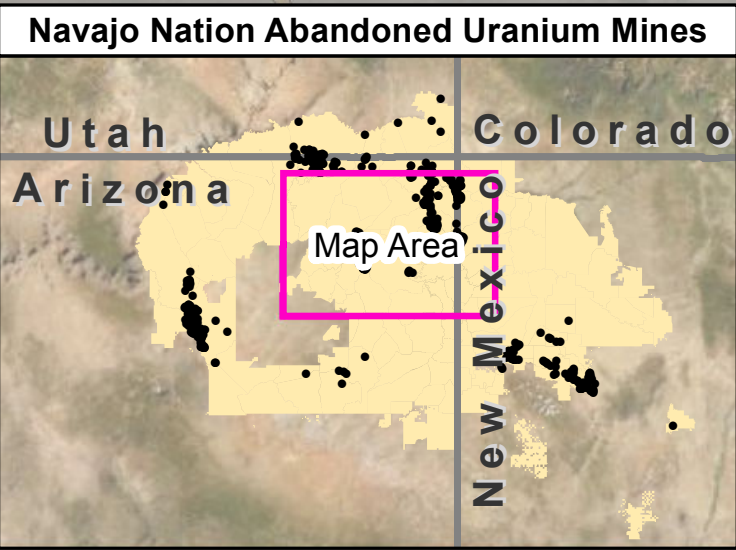 Navajo Nation Abandoned Uranium Mines
Utah
Colorado
Arizona
Map Area
New Mexico